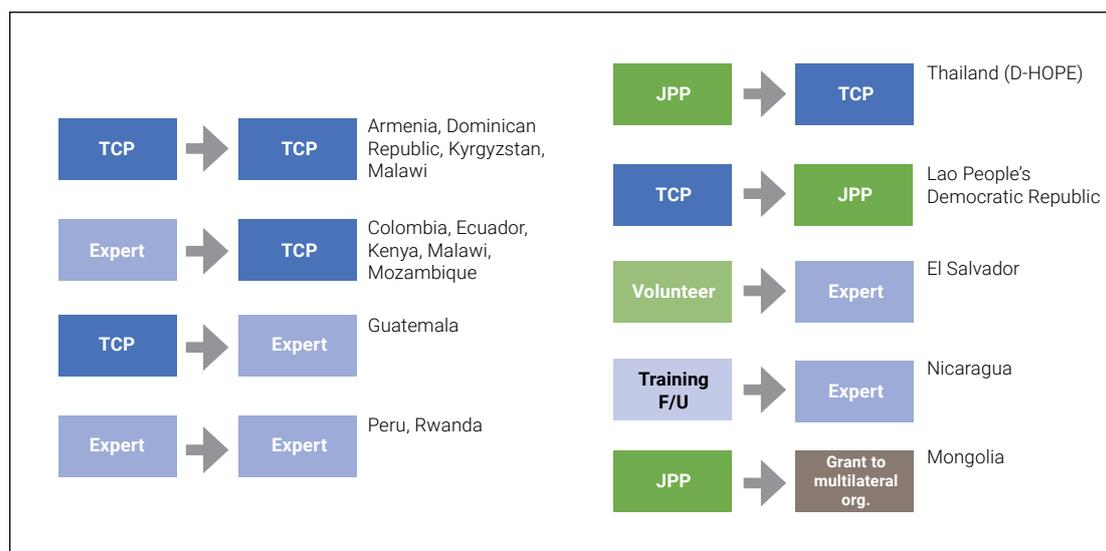 TCP
TCP
Armenia, Dominican
Republic, Kyrgyzstan,
Malawi
Expert
TCP
Colombia, Ecuador,
Kenya, Malawi,
Mozambique
TCP
Expert
Guatemala
Expert
Expert
Peru, Rwanda
JPP
TCP
Thailand (D-HOPE)
TCP
JPP
Lao People’s
Democratic Republic
Volunteer
Expert
El Salvador
Training
F/U
Expert
Nicaragua
JPP
Grant to
multilateral
org.
Mongolia